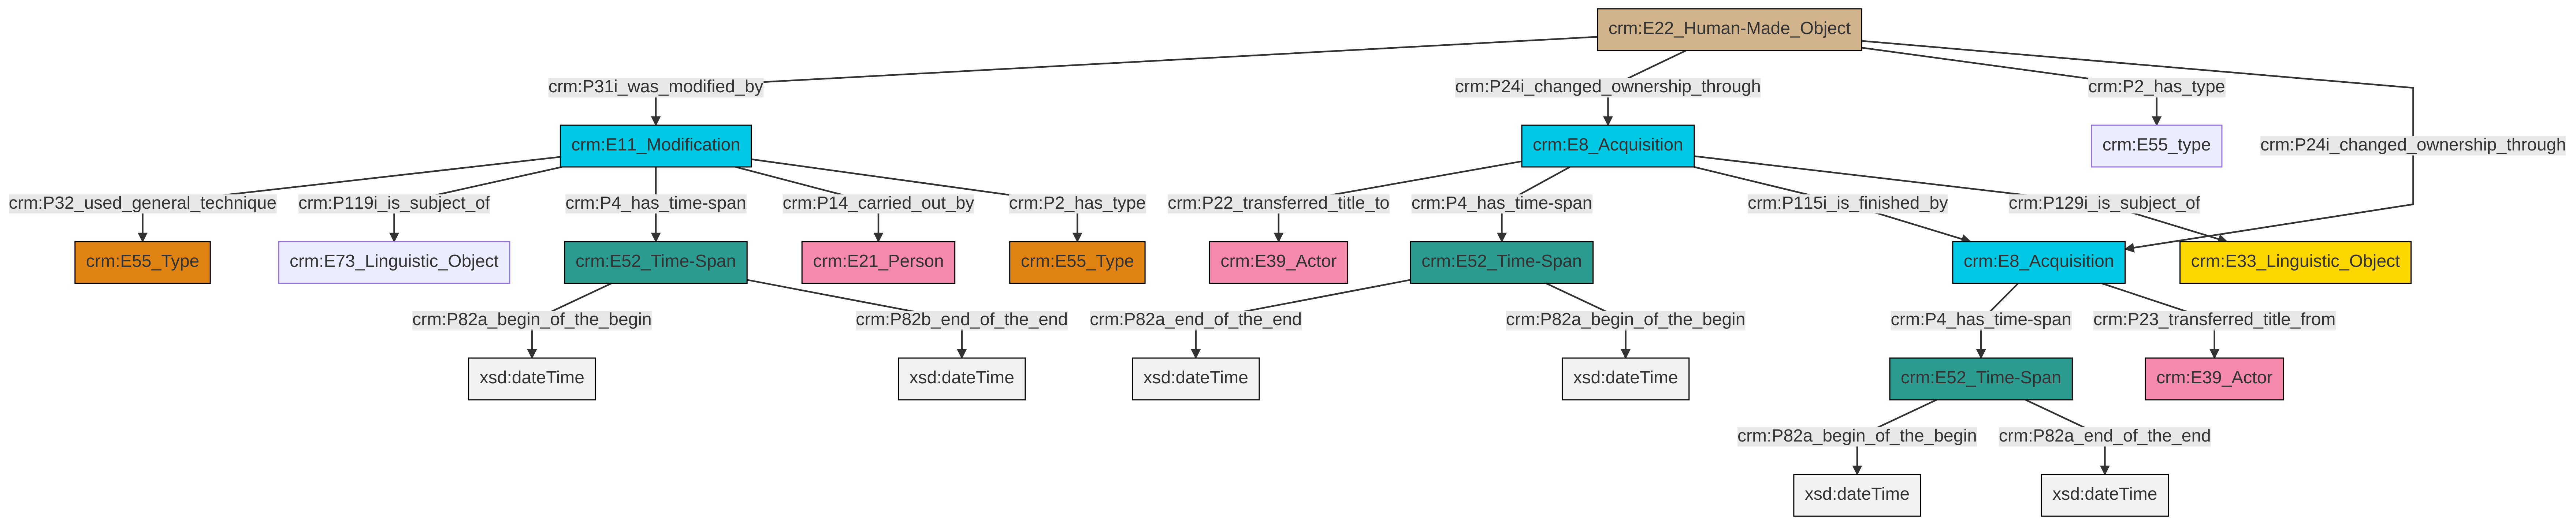 crm:E22_Human-Made_Object
crm:P31i_was_modified_by
crm:P24i_changed_ownership_through
crm:P2_has_type
crm:E11_Modification
crm:E8_Acquisition
crm:E55_type
crm:P24i_changed_ownership_through
crm:P32_used_general_technique
crm:P119i_is_subject_of
crm:P4_has_time-span
crm:P14_carried_out_by
crm:P2_has_type
crm:P22_transferred_title_to
crm:P4_has_time-span
crm:P115i_is_finished_by
crm:P129i_is_subject_of
crm:E55_Type
crm:E73_Linguistic_Object
crm:E52_Time-Span
crm:E21_Person
crm:E55_Type
crm:E39_Actor
crm:E52_Time-Span
crm:E8_Acquisition
crm:E33_Linguistic_Object
crm:P82a_begin_of_the_begin
crm:P82b_end_of_the_end
crm:P82a_end_of_the_end
crm:P82a_begin_of_the_begin
crm:P4_has_time-span
crm:P23_transferred_title_from
xsd:dateTime
xsd:dateTime
xsd:dateTime
xsd:dateTime
crm:E52_Time-Span
crm:E39_Actor
crm:P82a_begin_of_the_begin
crm:P82a_end_of_the_end
xsd:dateTime
xsd:dateTime